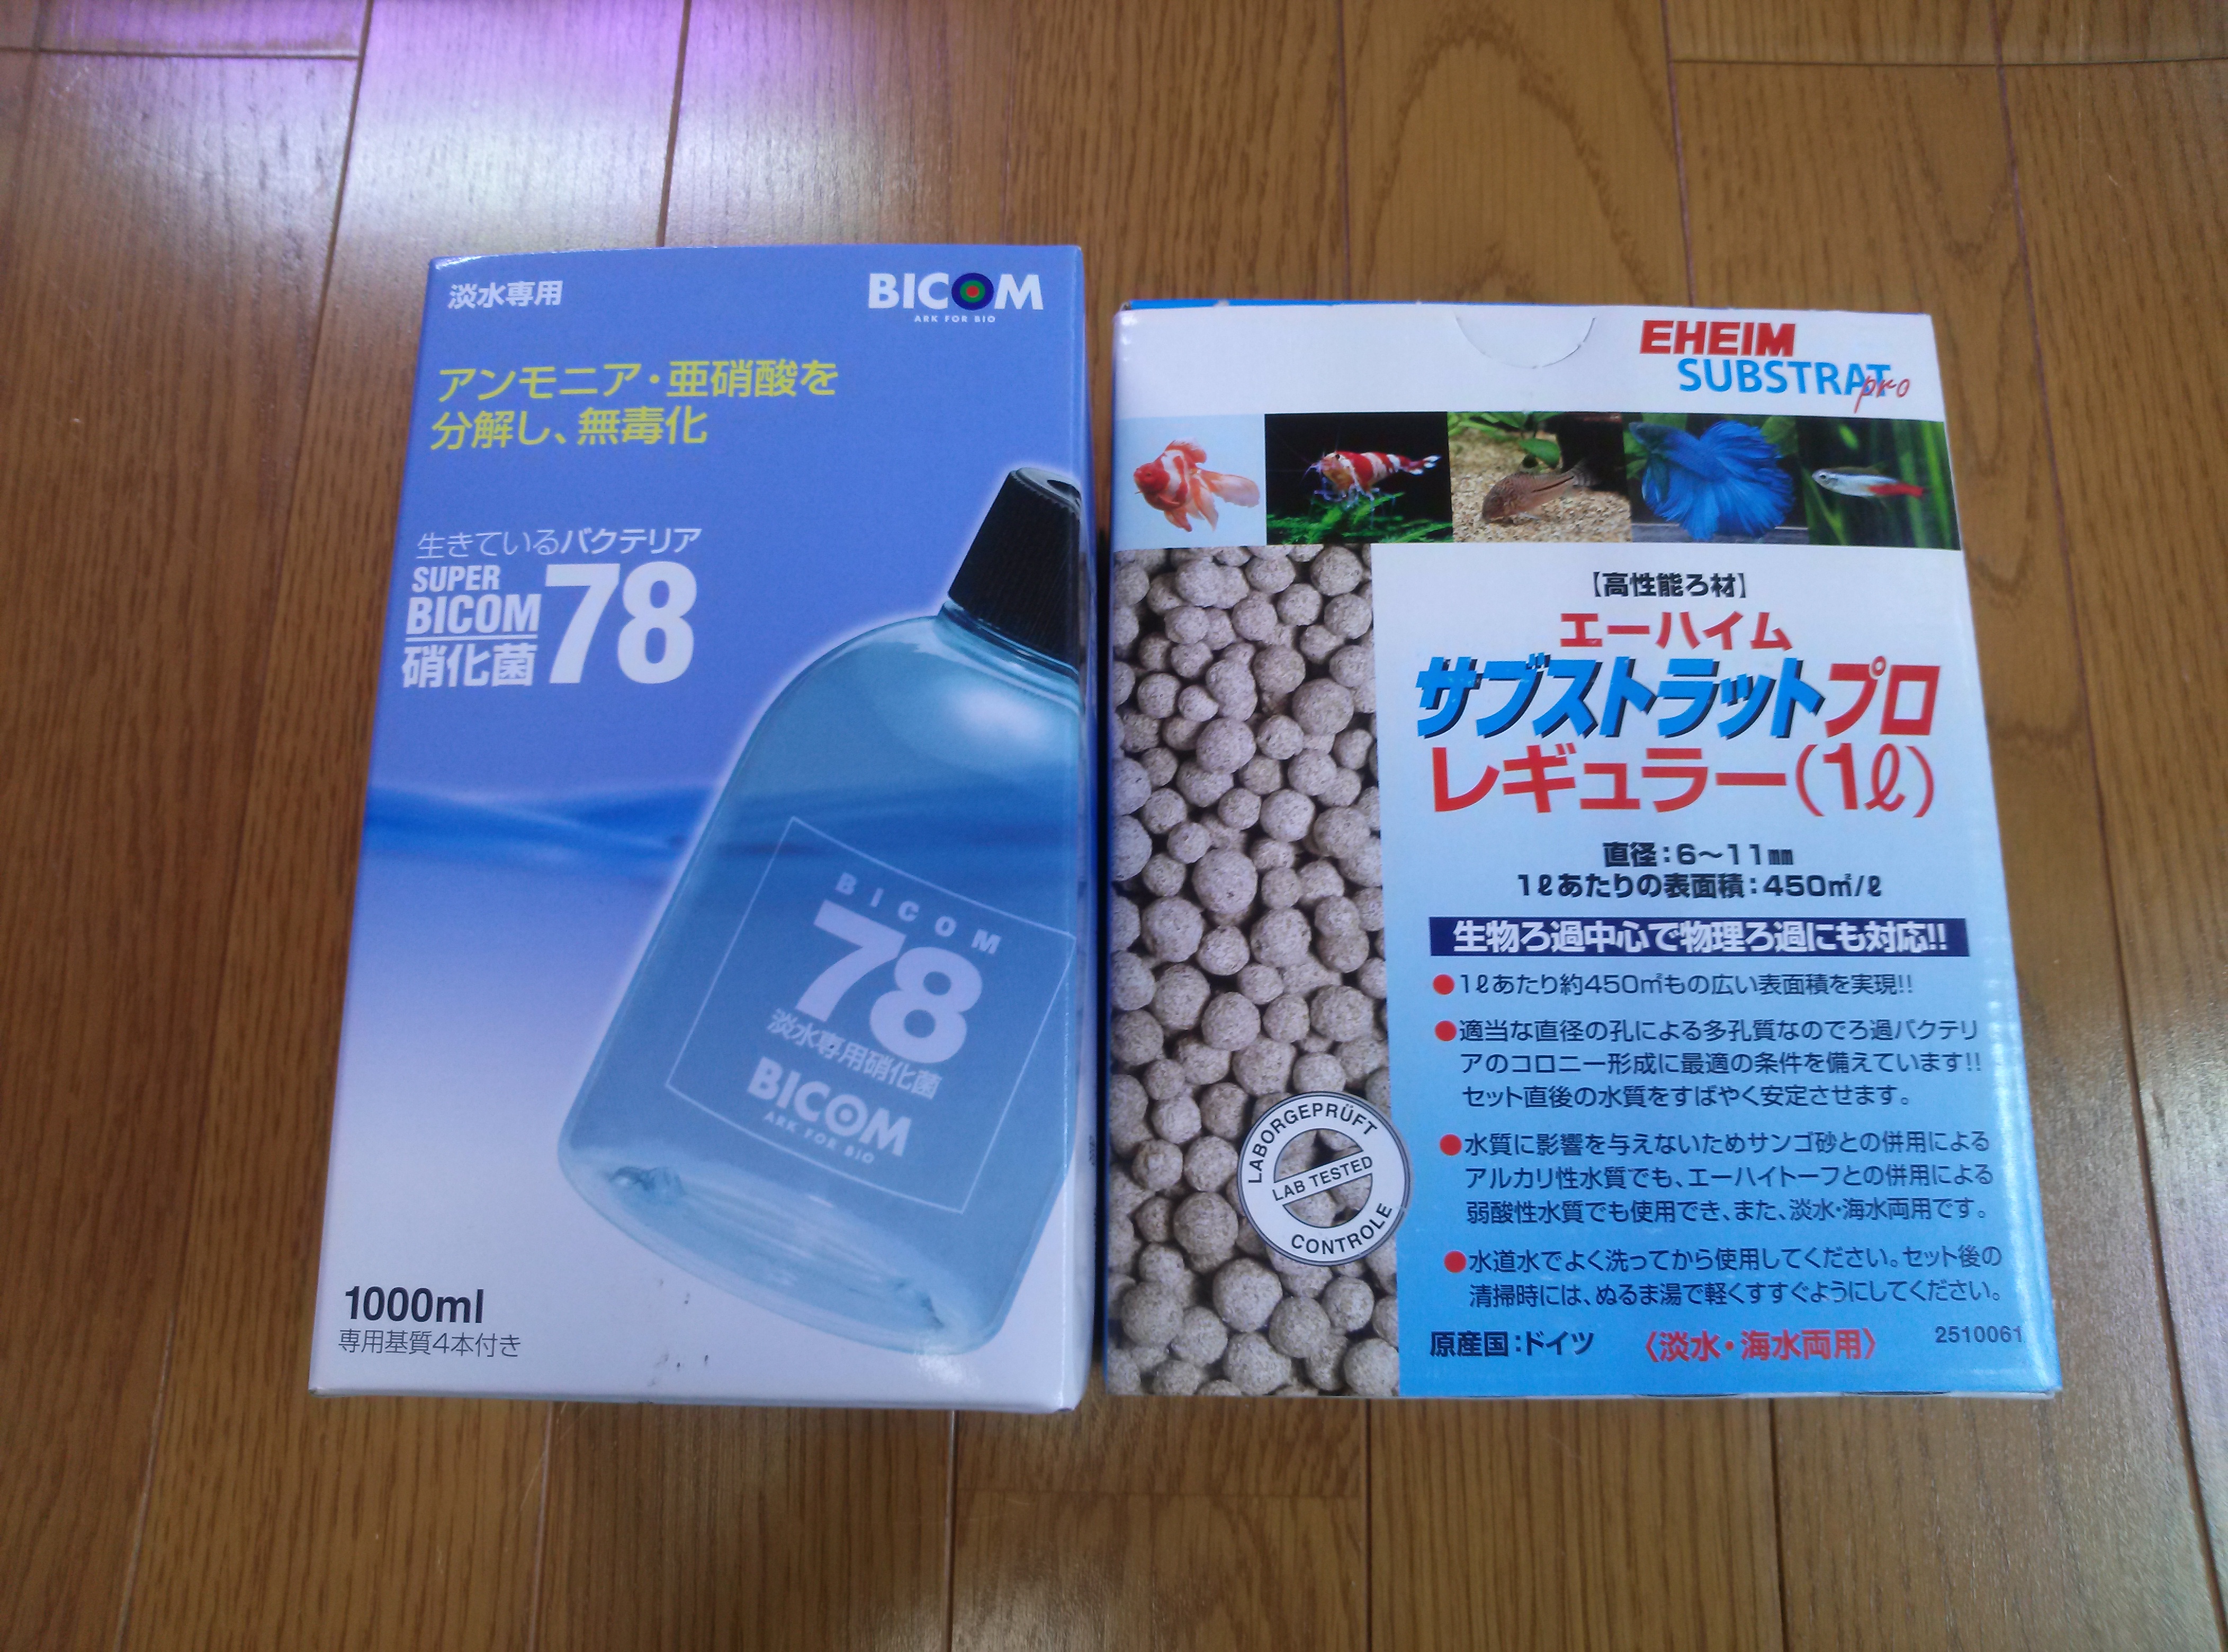 淡水専用
BICOM
ARK FOR BIO
アンモニア・亜硝酸を
分解し、無毒化
生きているバクテリア
SUPER
BICOM
硝化菌
78
BICOM
78
淡水専用硝化菌
BICOM
ARK FOR BIO
1000ml
専用基質4本付き
EHEIM
SUBSTRAT
pro
【高性能ろ材】
エーハイム
サブストラットプロ
レギュラー(1ℓ)
直径:6〜11㎜
1ℓあたりの表面積:450㎡/ℓ
生物ろ過中心で物理ろ過にも対応!!
●1ℓあたり約450㎡もの広い表面積を実現!!
●適当な直径の孔による多孔質なのでろ過バクテリ
アのコロニー形成に最適の条件を備えています!!
セット直後の水質をすばやく安定させます。
●水質に影響を与えないためサンゴ砂との併用による
アルカリ性水質でも、エーハイトーフとの併用による
弱酸性水質でも使用でき、また、淡水・海水両用です。
●水道水でよく洗ってから使用してください。セット後の
清掃時には、ぬるま湯で軽くすすぐようにしてください。
LABORGEPRÜFT
LAB TESTED
CONTROLE
原産国:ドイツ
〈淡水・海水両用〉
2510061